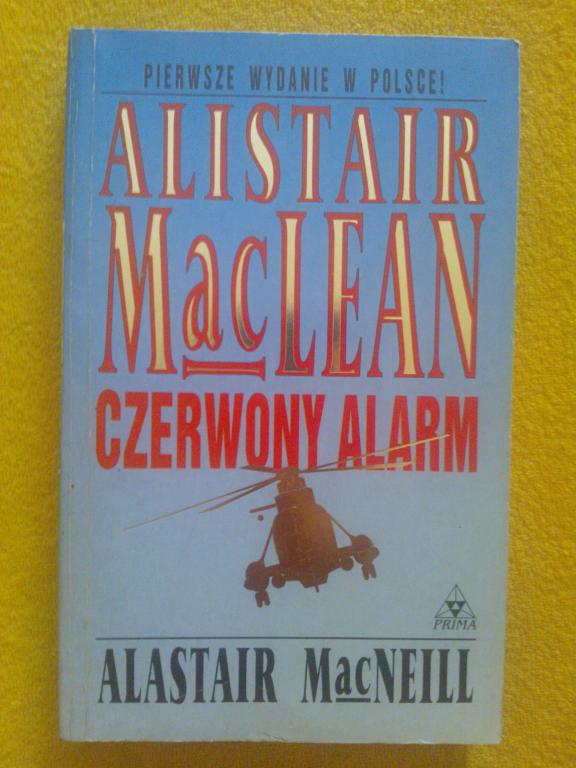 PIERWSZE WYDANIE W POLSCE!
ALISTAIR
MacLEAN
CZERWONY ALARM
PRIMA
ALASTAIR MacNEILL